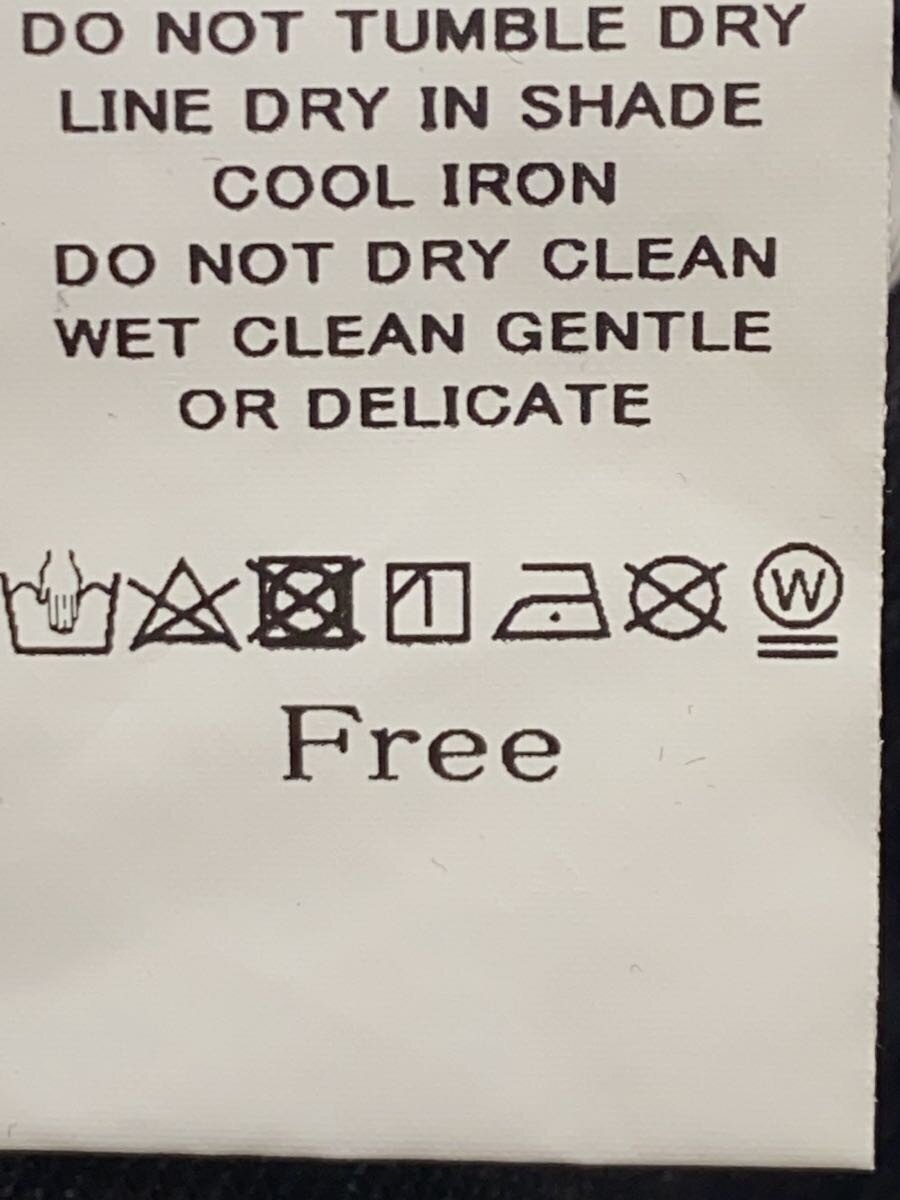 DO NOT TUMBLE DRY
LINE DRY IN SHADE
COOL IRON
DO NOT DRY CLEAN
WET CLEAN GENTLE
OR DELICATE
W
Free